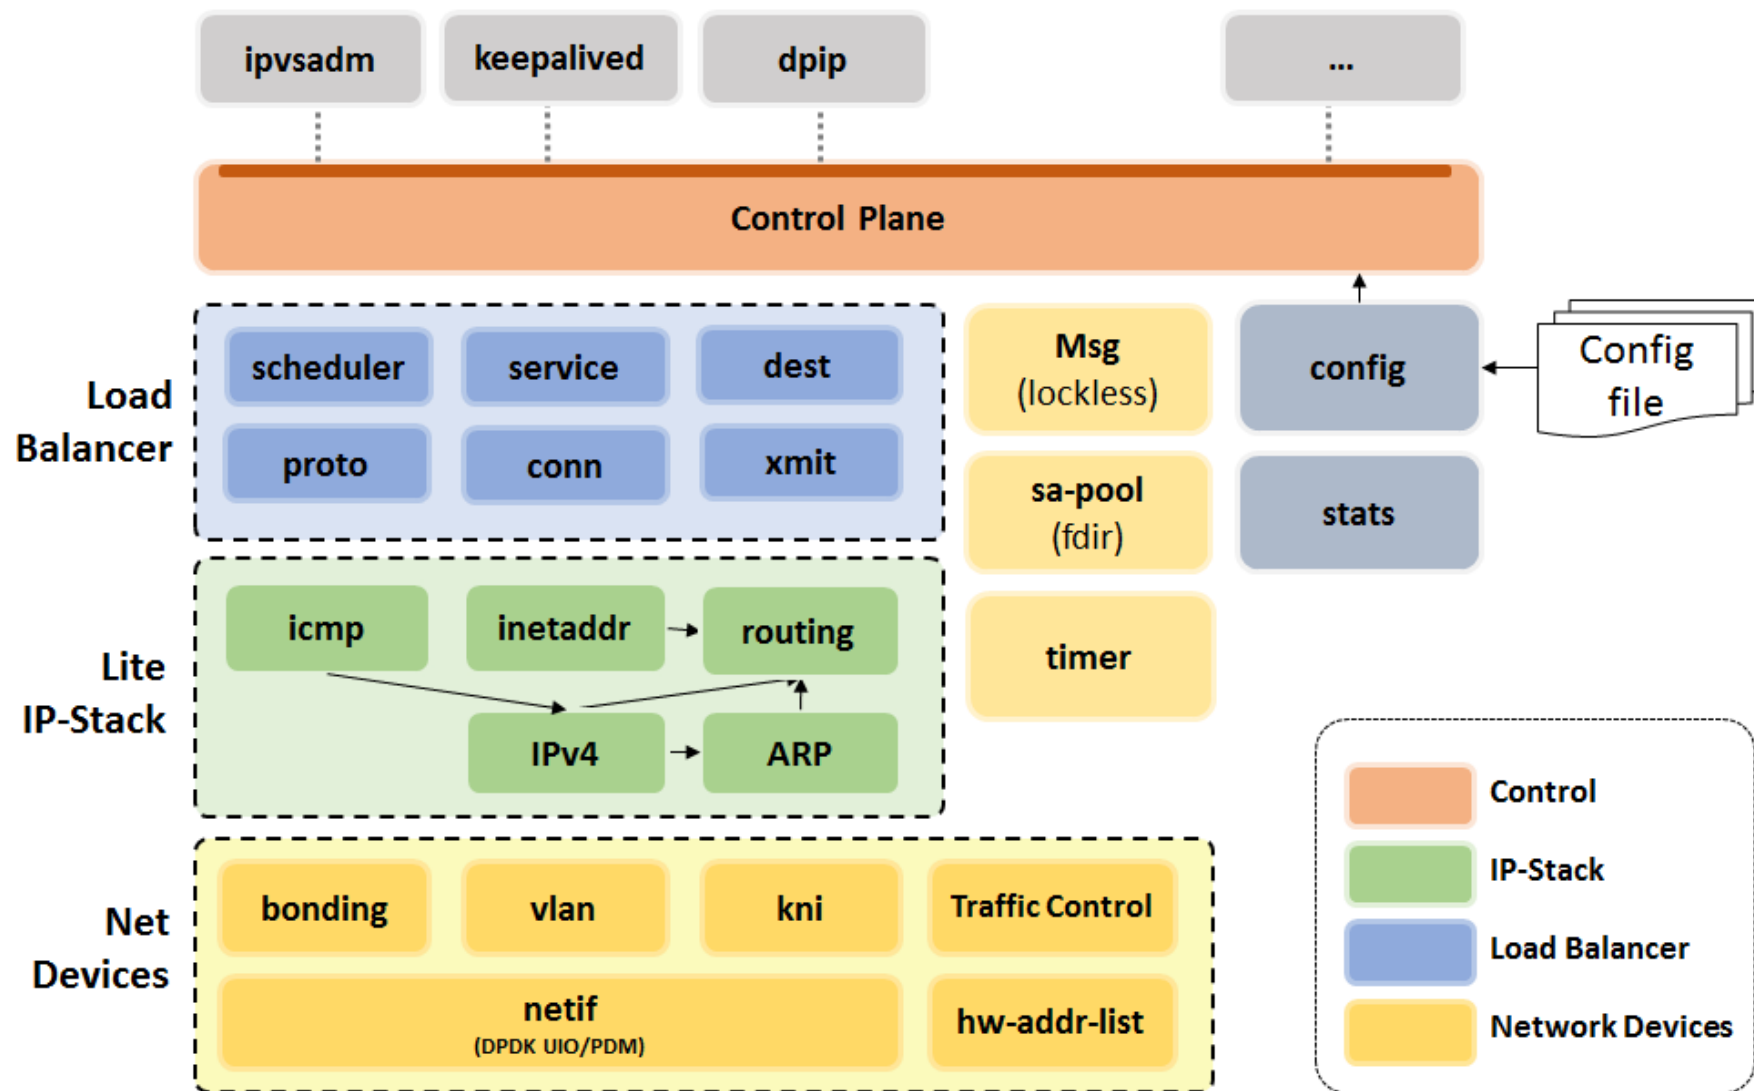 ipvsadm
keepalived
dpip
...
Control Plane
Load
Balancer
scheduler
service
dest
proto
conn
xmit
Msg
(lockless)
config
Config
file
sa-pool
(fdir)
stats
Lite
IP-Stack
icmp
inetaddr
routing
IPv4
ARP
timer
Net
Devices
bonding
vlan
kni
Traffic Control
netif
(DPDK UIO/PDM)
hw-addr-list
Control
IP-Stack
Load Balancer
Network Devices